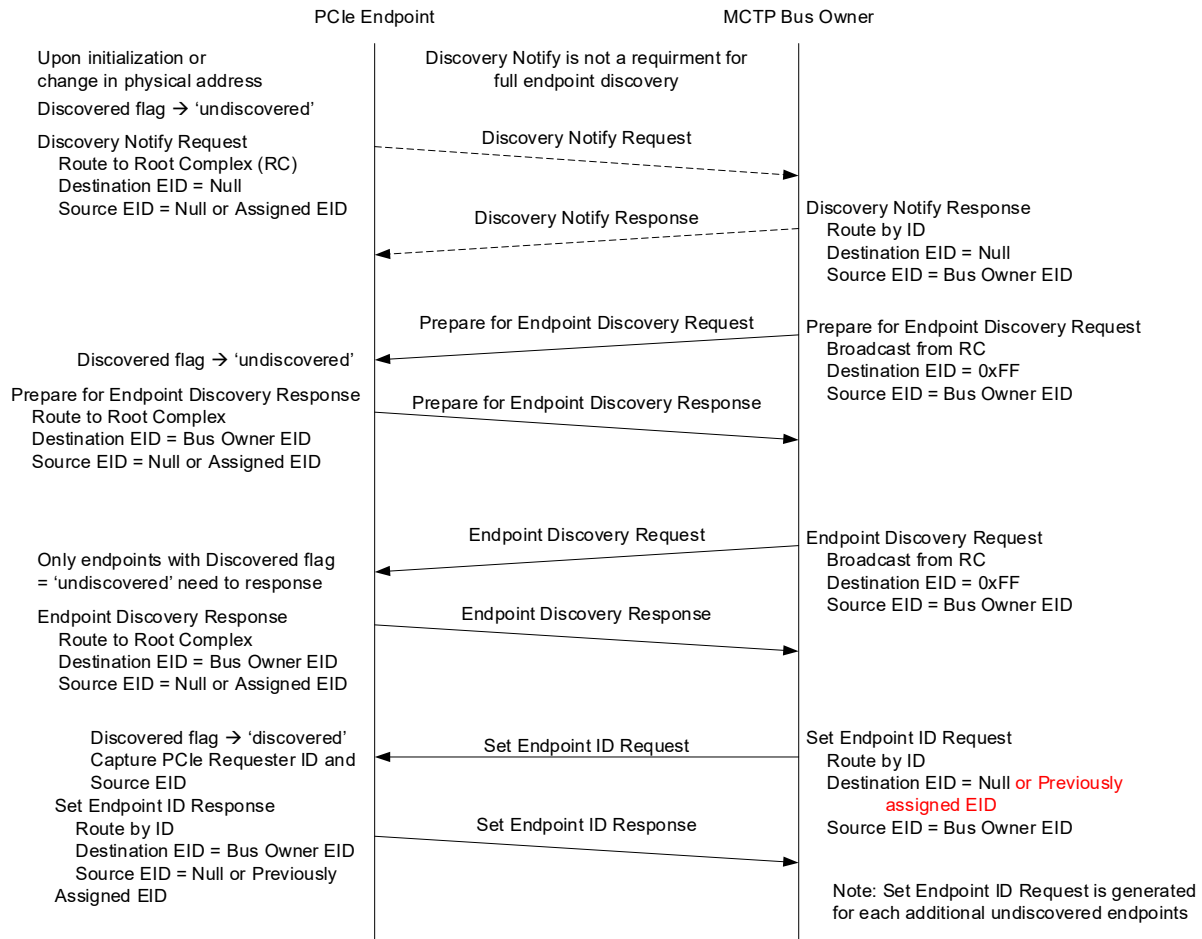 PCIe Endpoint
MCTP Bus Owner
Upon initialization or
change in physical address
Discovered flag → ‘undiscovered’
Discovery Notify is not a requirment for
full endpoint discovery
Discovery Notify Request
Route to Root Complex (RC)
Destination EID = Null
Source EID = Null or Assigned EID
Discovery Notify Request
Discovery Notify Response
Discovery Notify Response
Route by ID
Destination EID = Null
Source EID = Bus Owner EID
Prepare for Endpoint Discovery Request
Prepare for Endpoint Discovery Request
Broadcast from RC
Destination EID = 0xFF
Source EID = Bus Owner EID
Discovered flag → ‘undiscovered’
Prepare for Endpoint Discovery Response
Route to Root Complex
Destination EID = Bus Owner EID
Source EID = Null or Assigned EID
Prepare for Endpoint Discovery Response
Endpoint Discovery Request
Endpoint Discovery Request
Broadcast from RC
Destination EID = 0xFF
Source EID = Bus Owner EID
Only endpoints with Discovered flag
= ‘undiscovered’ need to response
Endpoint Discovery Response
Route to Root Complex
Destination EID = Bus Owner EID
Source EID = Null or Assigned EID
Endpoint Discovery Response
Discovered flag → ‘discovered’
Capture PCIe Requester ID and
Source EID
Set Endpoint ID Request
Set Endpoint ID Request
Route by ID
Destination EID = Null or Previously
assigned EID
Source EID = Bus Owner EID
Set Endpoint ID Response
Route by ID
Destination EID = Bus Owner EID
Source EID = Null or Previously
Assigned EID
Set Endpoint ID Response
Note: Set Endpoint ID Request is generated
for each additional undiscovered endpoints